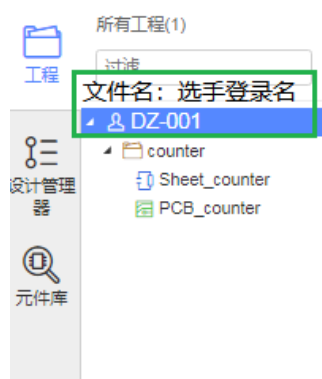 所有工程(1)
工程
过滤
文件名：选手登录名
DZ-001
counter
设计管理
器
Sheet_counter
PCB_counter
元件库